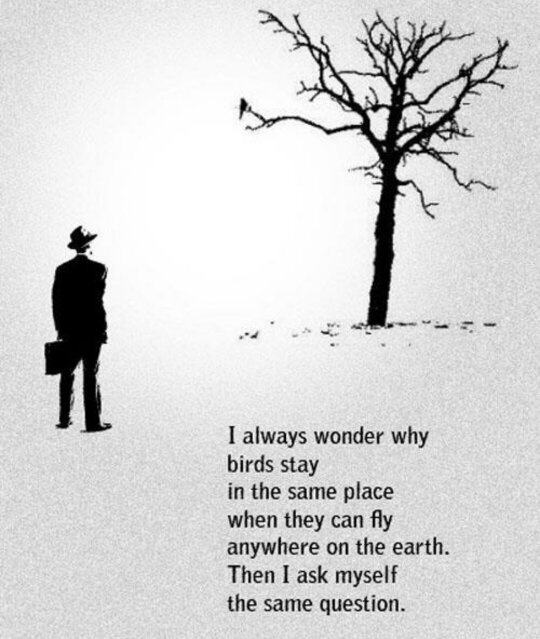 I always wonder why
birds stay
in the same place
when they can fly
anywhere on the earth.
Then I ask myself
the same question.